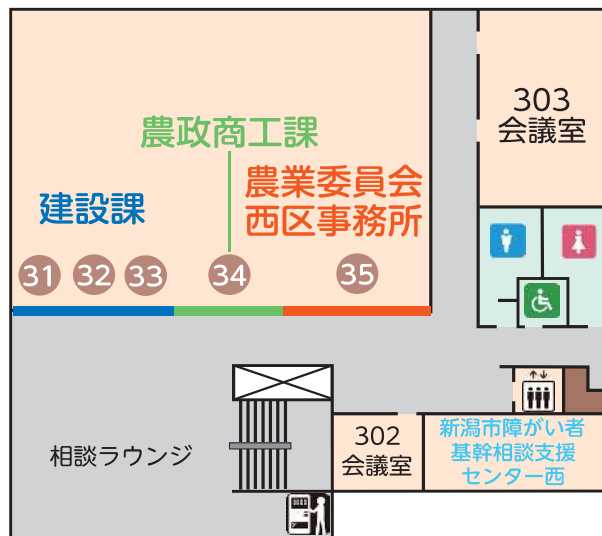 303
会議室
農政商工課
農業委員会
西区事務所
建設課
31
32
33
34
35
302
会議室
新潟市障がい者
基幹相談支援
センター西
相談ラウンジ